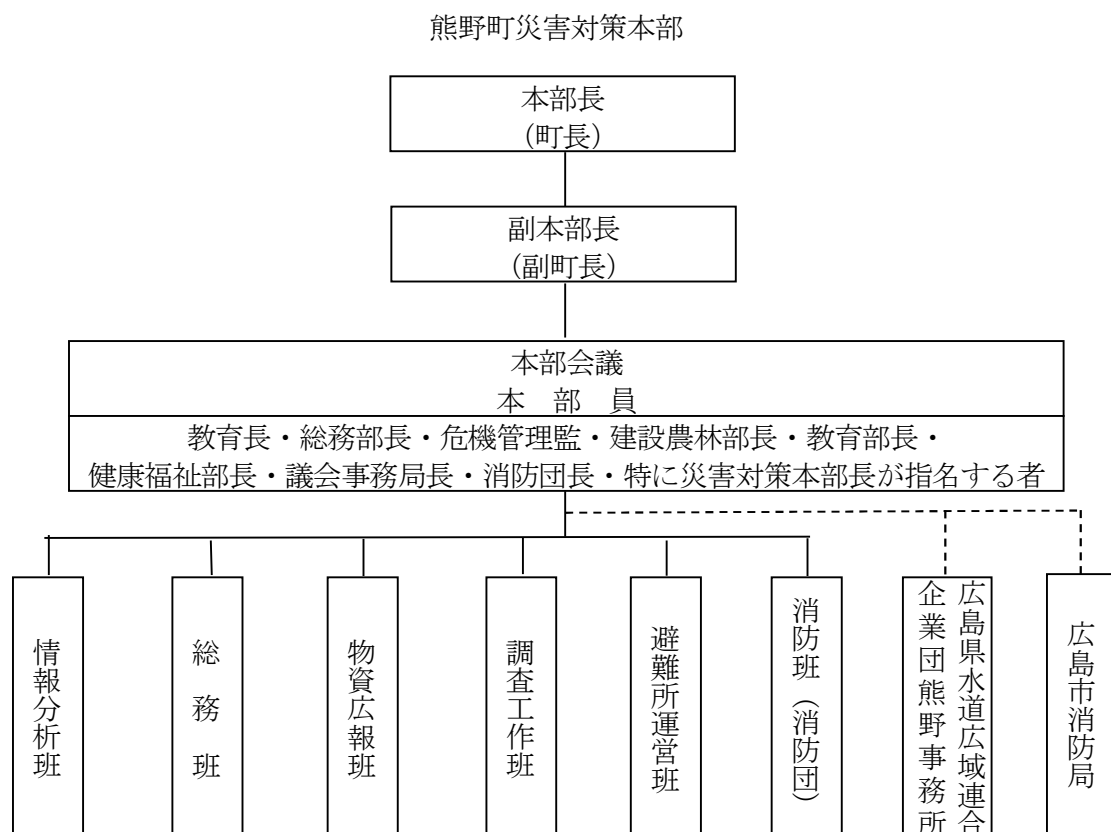 熊野町災害対策本部
本部長
(町長)
副本部長
(副町長)
本部会議
本　部　員
教育長・総務部長・危機管理監・建設農林部長・教育部長・
健康福祉部長・議会事務局長・消防団長・特に災害対策本部長が指名する者
情報分析班
総　務　班
物資広報班
調査工作班
避難所運営班
消防班（消防団）
広島県水道広域連合
企業団熊野事務所
広島市消防局